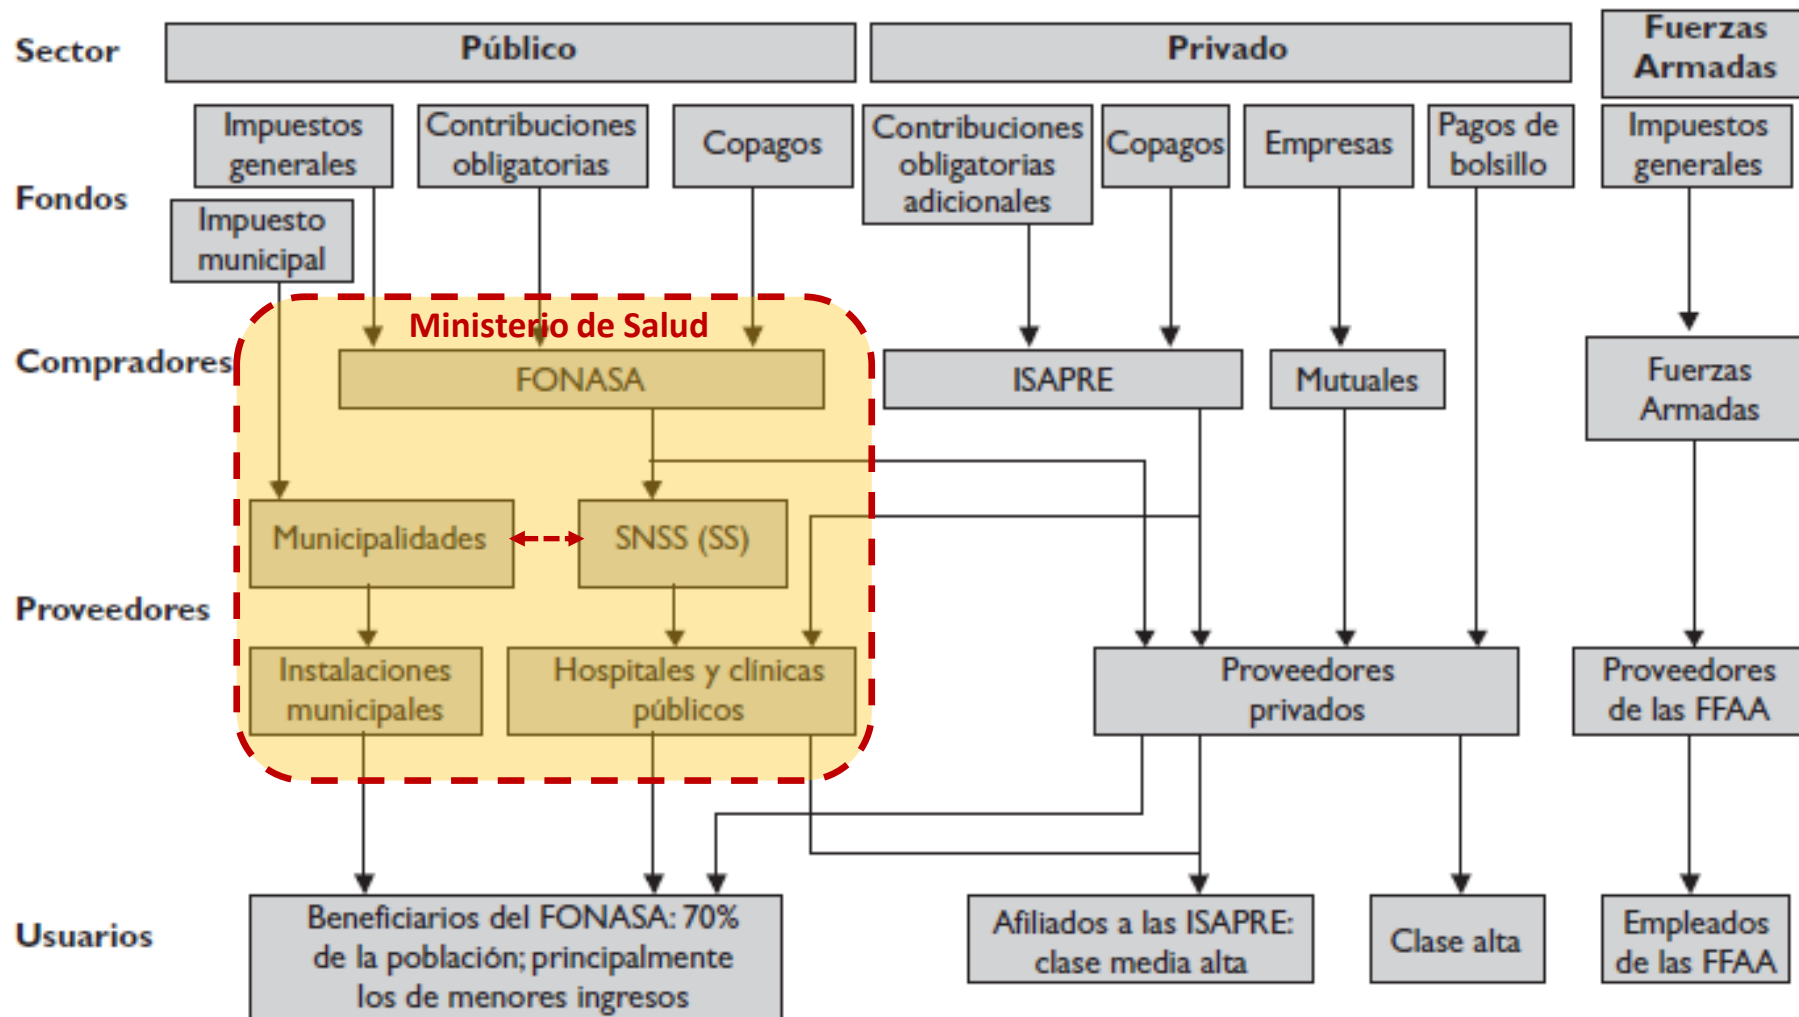 Sector
Público
Privado
Fuerzas
Armadas
Fondos
Impuestos
generales
Contribuciones
obligatorias
Copagos
Contribuciones
obligatorias
adicionales
Copagos
Empresas
Pagos de
bolsillo
Impuestos
generales
Impuesto
municipal
Ministerio de Salud
Compradores
FONASA
ISAPRE
Mutuales
Fuerzas
Armadas
Proveedores
Municipalidades
SNSS (SS)
Instalaciones
municipales
Hospitales y clínicas
públicos
Proveedores
privados
Proveedores
de las FFAA
Usuarios
Beneficiarios del FONASA: 70%
de la población; principalmente
los de menores ingresos
Afiliados a las ISAPRE:
clase media alta
Clase alta
Empleados
de las FFAA